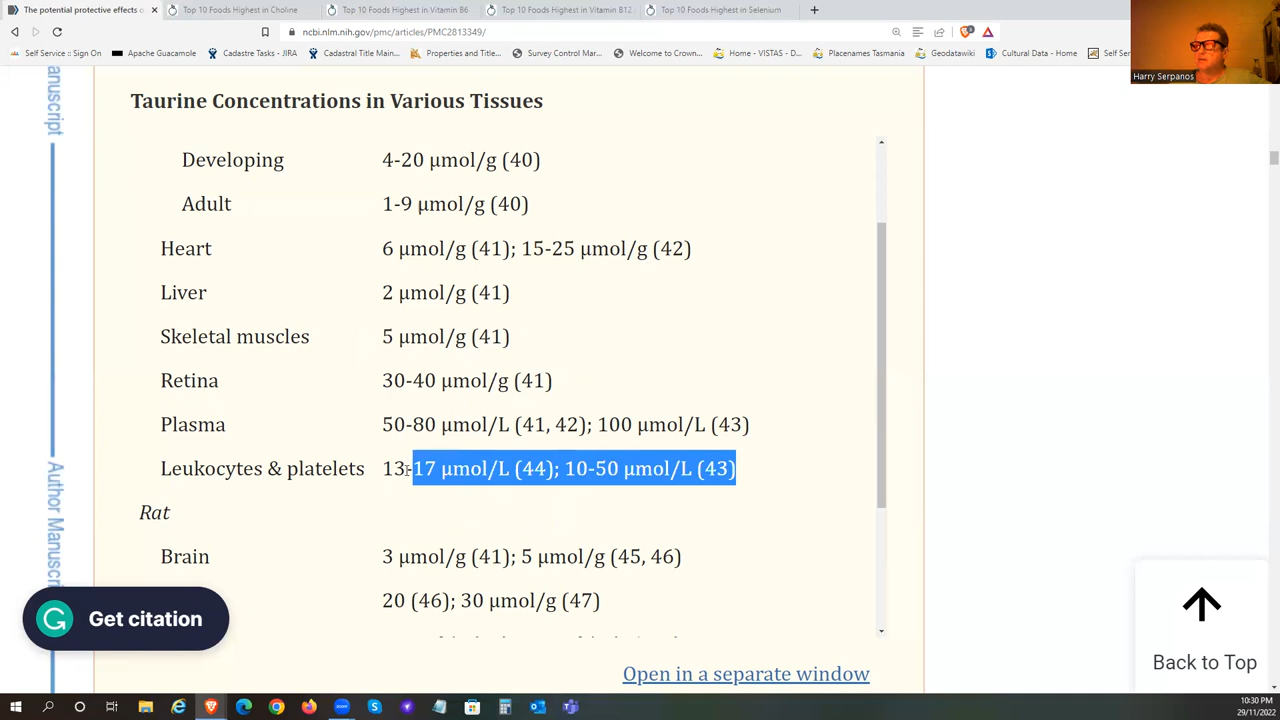 The potential protective effects o
Top 10 Foods Highest in Choline
Top 10 Foods Highest in Vitamin B6
Top 10 Foods Highest in Vitamin B12
Top 10 Foods Highest in Selenium
ncbi.nlm.nih.gov/pmc/articles/PMC2813349/
Self Service :: Sign On
Apache Guacamole
Cadastre Tasks - JIRA
Cadastral Title Main...
Properties and Title...
Survey Control Mar...
Welcome to Crown...
Home - VISTAS - D...
Placenames Tasmania
Geodatawiki
Cultural Data - Home
Self Ser
Harry Serpanos
anuscript
Author Manuscri
Taurine Concentrations in Various Tissues
Developing 4-20 μmol/g (40)
Adult 1-9 μmol/g (40)
Heart 6 μmol/g (41); 15-25 μmol/g (42)
Liver 2 μmol/g (41)
Skeletal muscles 5 μmol/g (41)
Retina 30-40 μmol/g (41)
Plasma 50-80 μmol/L (41, 42); 100 μmol/L (43)
Leukocytes & platelets 13-17 μmol/L (44); 10-50 μmol/L (43)
Rat
Brain 3 μmol/g (41); 5 μmol/g (45, 46)
20 (46); 30 μmol/g (47)
Open in a separate window
Get citation
Back to Top
10:30 PM
29/11/2022